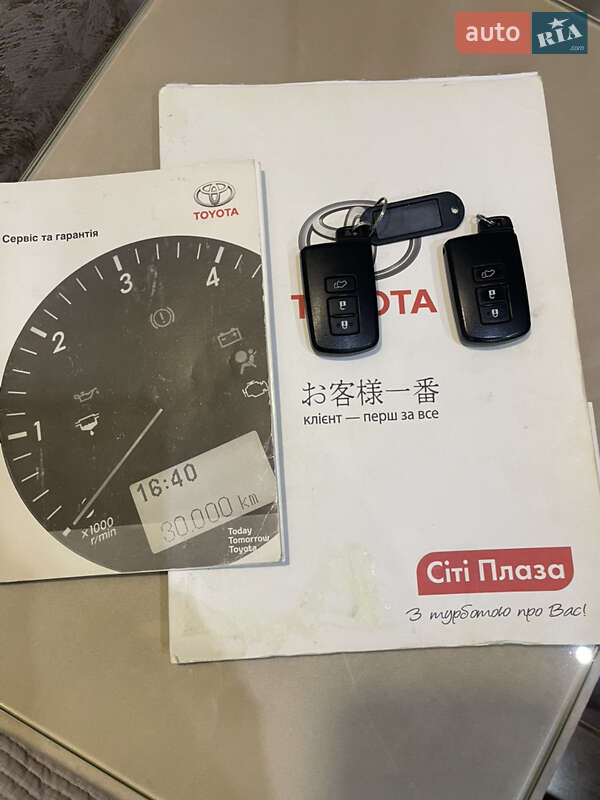 auto RIA .com
TOYOTA
Сервіс та гарантія
1
2
3
4
16:40
30.000 km
x1000
r/min
Today
Tomorrow
Toyota
TOYOTA
お客様一番
клієнт — перш за все
Сіті Плаза
З турботою про Вас!